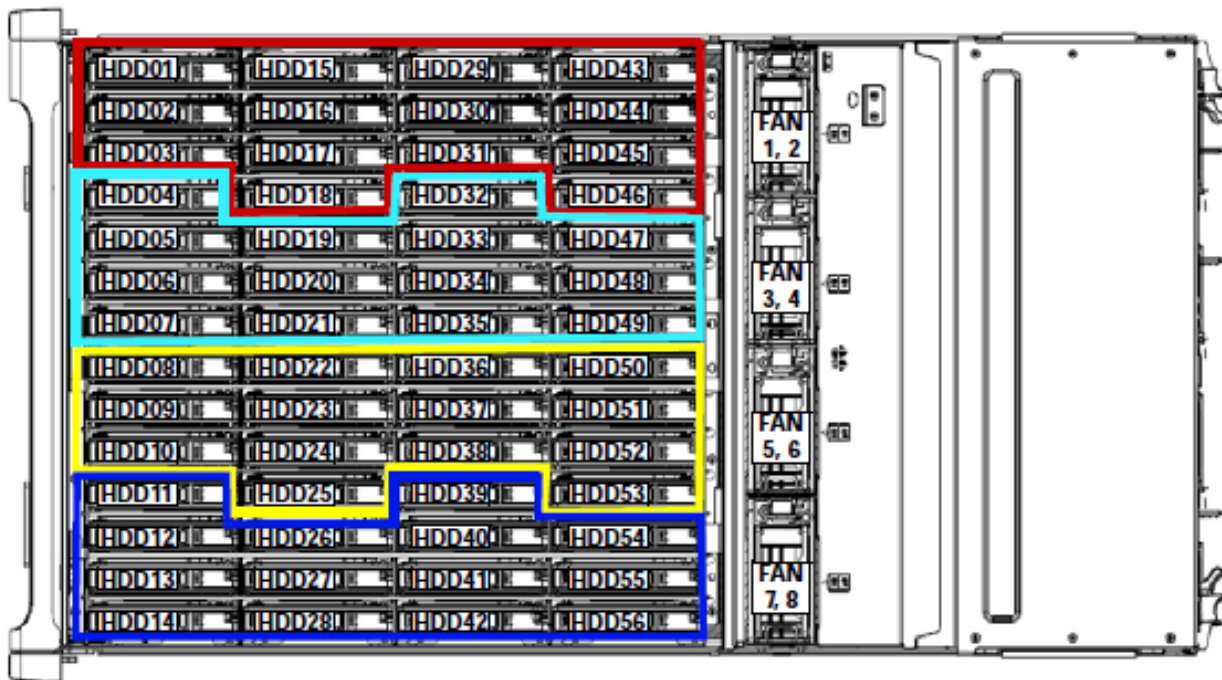 HDD01 HDD15 HDD29 HDD43
HDD02 HDD16 HDD30 HDD44
HDD03 HDD17 HDD31 HDD45
HDD04 HDD18 HDD32 HDD46
HDD05 HDD19 HDD33 HDD47
HDD06 HDD20 HDD34 HDD48
HDD07 HDD21 HDD35 HDD49
HDD08 HDD22 HDD36 HDD50
HDD09 HDD23 HDD37 HDD51
HDD10 HDD24 HDD38 HDD52
HDD11 HDD25 HDD39 HDD53
HDD12 HDD26 HDD40 HDD54
HDD13 HDD27 HDD41 HDD55
HDD14 HDD28 HDD42 HDD56
FAN
1, 2
FAN
3, 4
FAN
5, 6
FAN
7, 8